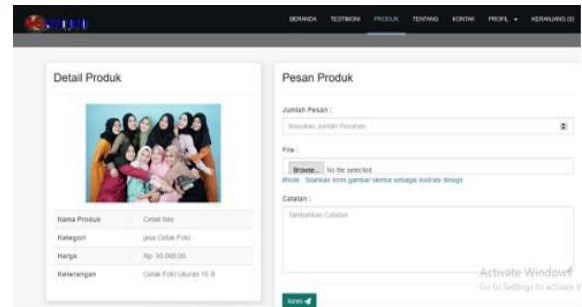 BERANDA TESTIMONI PRODUK TENTANG KONTAK PROFIL KERANJANG (0)
Detail Produk
Nama Produk : Cetak foto
Kategori : jasa Cetak Foto
Harga : Rp. 10.000,00
Keterangan : Cetak Foto Ukuran 10 R
Pesan Produk
Jumlah Pesan :
Masukan Jumlah Pesanan
File :
Browse... No file selected.
#Note : Silahkan kirim gambar sketsa sebagai ilustrasi design
Catatan :
Tambahkan Catatan
Kirim
Activate Windows
Go to Settings to activate